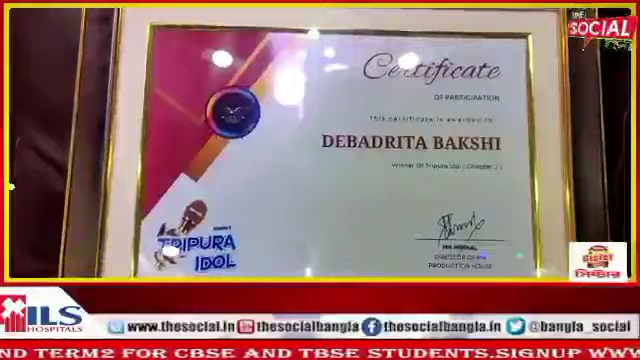 THE
SOCIAL
Certificate
OF PARTICIPATION
This certificate is awarded to
DEBADRITA BAKSHI
Winner Of Tripura Idol
TRIPURA
IDOL
DIRECTOR OF
PRODUCTION HOUSE
ILS
HOSPITALS
www.thesocial.in
thesocialbangla
thesocialbangla.in
@bangla_social
ND TERM2 FOR CBSE AND TBSE STUDENTS.SIGNUP WWW